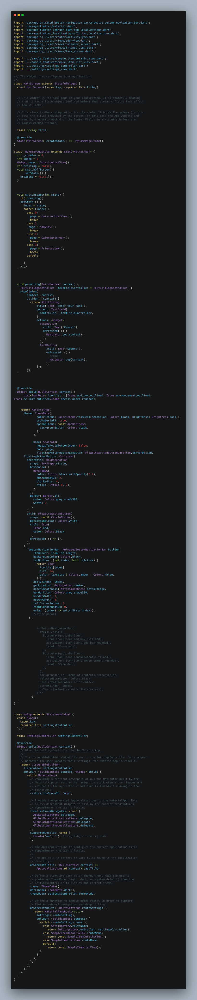 import 'package:animated_bottom_navigation_bar/animated_bottom_navigation_bar.dart';
import 'package:flutter/material.dart';
import 'package:flutter_gen/gen_l10n/app_localizations.dart';
import 'package:flutter_localizations/flutter_localizations.dart';
import 'package:qq_ui/src/router/ActivityType.dart';
import 'package:qq_ui/src/views/add_view.dart';
import 'package:qq_ui/src/views/calendar_screen.dart';
import 'package:qq_ui/src/views/friends_view.dart';
import 'package:qq_ui/src/views/task_screen.dart';

import '../sample_feature/sample_item_details_view.dart';
import '../sample_feature/sample_item_list_view.dart';
import '../settings/settings_controller.dart';
import '../settings/settings_view.dart';

/// The Widget that configures your application.
///
class MainScreen extends StatefulWidget {
  const MainScreen({super.key, required this.title});


  // This widget is the home page of your application. It is stateful, meaning
  // that it has a State object (defined below) that contains fields that affect
  // how it looks.

  // This class is the configuration for the state. It holds the values (in this
  // case the title) provided by the parent (in this case the App widget) and
  // used by the build method of the State. Fields in a Widget subclass are
  // always marked "final".

  final String title;

  @override
  State<MainScreen> createState() => _MyHomePageState();
}

class _MyHomePageState extends State<MainScreen> {
  int _counter = 0;
  int index = 0;
  Widget page = EmissionListView();
  var creating = false;
  void switchOffScreen(){
       setState(() {
    creating = false;});
  }



  void switchState(int state) {
    if(!creating){
    setState(() {
      index = state;
      switch (index) {
        case 0:
          page = EmissionListView();
          break;
        case 1:
         page = AddView();
          break;
        case 2:
          page = CalendarScreen();
          break;
        case 3:
          page = FriendsView();
          break;
        default:

      }
    });}
  }



  void prompting(BuildContext context) {
    TextEditingController _textFieldController = TextEditingController();
    showDialog(
        context: context,
        builder: (context) {
          return AlertDialog(
              title: Text('Enter your Task'),
              content: TextField(
                controller: _textFieldController,
              ),
              actions: <Widget>[
                TextButton(
                  child: Text('Cancel'),
                  onPressed: () {
                    Navigator.pop(context);
                  },
                ),
                TextButton(
                    child: Text('Submit'),
                    onPressed: () {
                      //TODO
                      Navigator.pop(context);
                    })
              ]);
        });
  }



  @override
  Widget build(BuildContext context) {
      List<IconData> iconList = [Icons.add_box_outlined, Icons.announcement_outlined,
Icons.ac_unit_outlined,Icons.access_alarm_rounded];


    return MaterialApp(
      theme: ThemeData(
              colorScheme: ColorScheme.fromSeed(seedColor: Colors.black, brightness: Brightness.dark,),
              useMaterial3: true,
              appBarTheme: const AppBarTheme(
                backgroundColor: Colors.black,
              ),
            ),

            home: Scaffold(
              resizeToAvoidBottomInset: false,
              body: page,
              floatingActionButtonLocation: FloatingActionButtonLocation.centerDocked,
      floatingActionButton: Container(
        decoration: BoxDecoration(
          shape: BoxShape.circle,
          boxShadow: [
            BoxShadow(
              color: Colors.black.withOpacity(0.2),
              spreadRadius: 2,
              blurRadius: 4,
              offset: Offset(0, 2),
            ),
          ],
          border: Border.all(
            color: Colors.grey.shade300,
            width: 2,
          ),
        ),
        child: FloatingActionButton(
          shape: const CircleBorder(),
          backgroundColor: Colors.white,
          child: Icon(
            Icons.add,
            color: Colors.black,
          ),
          onPressed: () => {},
        ),
      ),
         bottomNavigationBar: AnimatedBottomNavigationBar.builder(
            itemCount: iconList.length,
            backgroundColor: Colors.black,
            tabBuilder: (int index, bool isActive) {
              return Icon(
                iconList[index],
                size: 24,
                color: isActive ? Colors.amber : Colors.white,
              );},
            activeIndex: index,
            gapLocation: GapLocation.center,
            notchSmoothness: NotchSmoothness.defaultEdge,
            borderColor: Colors.grey.shade300,
            borderWidth: 3,
            notchMargin: 4,
            leftCornerRadius: 0,
            rightCornerRadius: 0,
            onTap: (index) => switchState(index)),
            //other params
         ),


              /* BottomNavigationBar(
                items: const [
                  BottomNavigationBarItem(
                    icon: Icon(Icons.add_box_outlined),
                    activeIcon: Icon(Icons.add_box_rounded),
                    label: 'Emissions',
                  ),
                  BottomNavigationBarItem(
                    icon: Icon(Icons.announcement_outlined),
                    activeIcon: Icon(Icons.announcement_rounded),
                    label: 'Calendar',
                  ),
                ],
                backgroundColor: Theme.of(context).primaryColor,
                selectedItemColor: Colors.black,
                unselectedItemColor: Colors.black,
                currentIndex: index,
                onTap: ((value) => switchState(value)),
              ),*/
          );
  }
}


class MyApp extends StatelessWidget {
  const MyApp({
    super.key,
    required this.settingsController,
  });

  final SettingsController settingsController;

  @override
  Widget build(BuildContext context) {
    // Glue the SettingsController to the MaterialApp.
    //
    // The ListenableBuilder Widget listens to the SettingsController for changes.
    // Whenever the user updates their settings, the MaterialApp is rebuilt.
    return ListenableBuilder(
      listenable: settingsController,
      builder: (BuildContext context, Widget? child) {
        return MaterialApp(
          // Providing a restorationScopeId allows the Navigator built by the
          // MaterialApp to restore the navigation stack when a user leaves and
          // returns to the app after it has been killed while running in the
          // background.
          restorationScopeId: 'app',

          // Provide the generated AppLocalizations to the MaterialApp. This
          // allows descendant Widgets to display the correct translations
          // depending on the user's locale.
          localizationsDelegates: const [
            AppLocalizations.delegate,
            GlobalMaterialLocalizations.delegate,
            GlobalWidgetsLocalizations.delegate,
            GlobalCupertinoLocalizations.delegate,
          ],
          supportedLocales: const [
            Locale('en', ''), // English, no country code
          ],

          // Use AppLocalizations to configure the correct application title
          // depending on the user's locale.
          //
          // The appTitle is defined in .arb files found in the localization
          // directory.
          onGenerateTitle: (BuildContext context) =>
              AppLocalizations.of(context)!.appTitle,

          // Define a light and dark color theme. Then, read the user's
          // preferred ThemeMode (light, dark, or system default) from the
          // SettingsController to display the correct theme.
          theme: ThemeData(),
          darkTheme: ThemeData.dark(),
          themeMode: settingsController.themeMode,

          // Define a function to handle named routes in order to support
          // Flutter web url navigation and deep linking.
          onGenerateRoute: (RouteSettings routeSettings) {
            return MaterialPageRoute<void>(
              settings: routeSettings,
              builder: (BuildContext context) {
                switch (routeSettings.name) {
                  case SettingsView.routeName:
                    return SettingsView(controller: settingsController);
                  case SampleItemDetailsView.routeName:
                    return const SampleItemDetailsView();
                  case SampleItemListView.routeName:
                  default:
                    return const SampleItemListView();
                }
              },
            );
          },
        );
      },
    );
  }
}